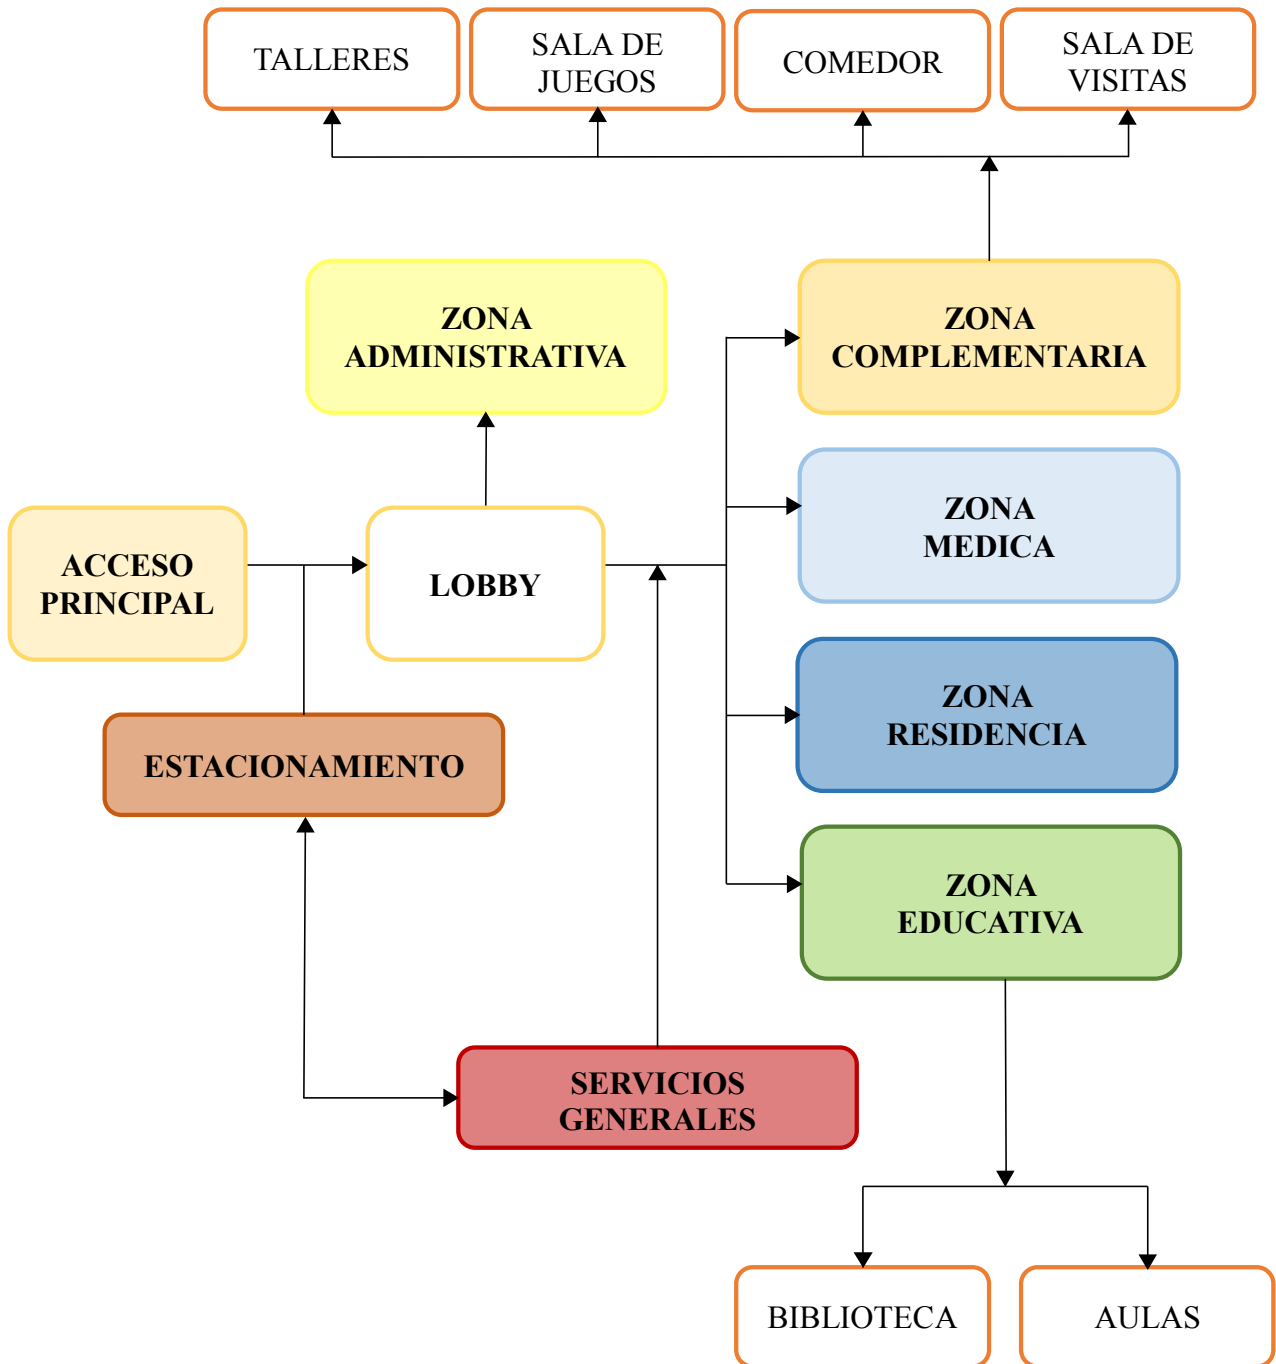 TALLERES
SALA DE
JUEGOS
COMEDOR
SALA DE
VISITAS
ZONA
ADMINISTRATIVA
ZONA
COMPLEMENTARIA
ZONA
MEDICA
ACCESO
PRINCIPAL
LOBBY
ZONA
RESIDENCIA
ESTACIONAMIENTO
ZONA
EDUCATIVA
SERVICIOS
GENERALES
BIBLIOTECA
AULAS